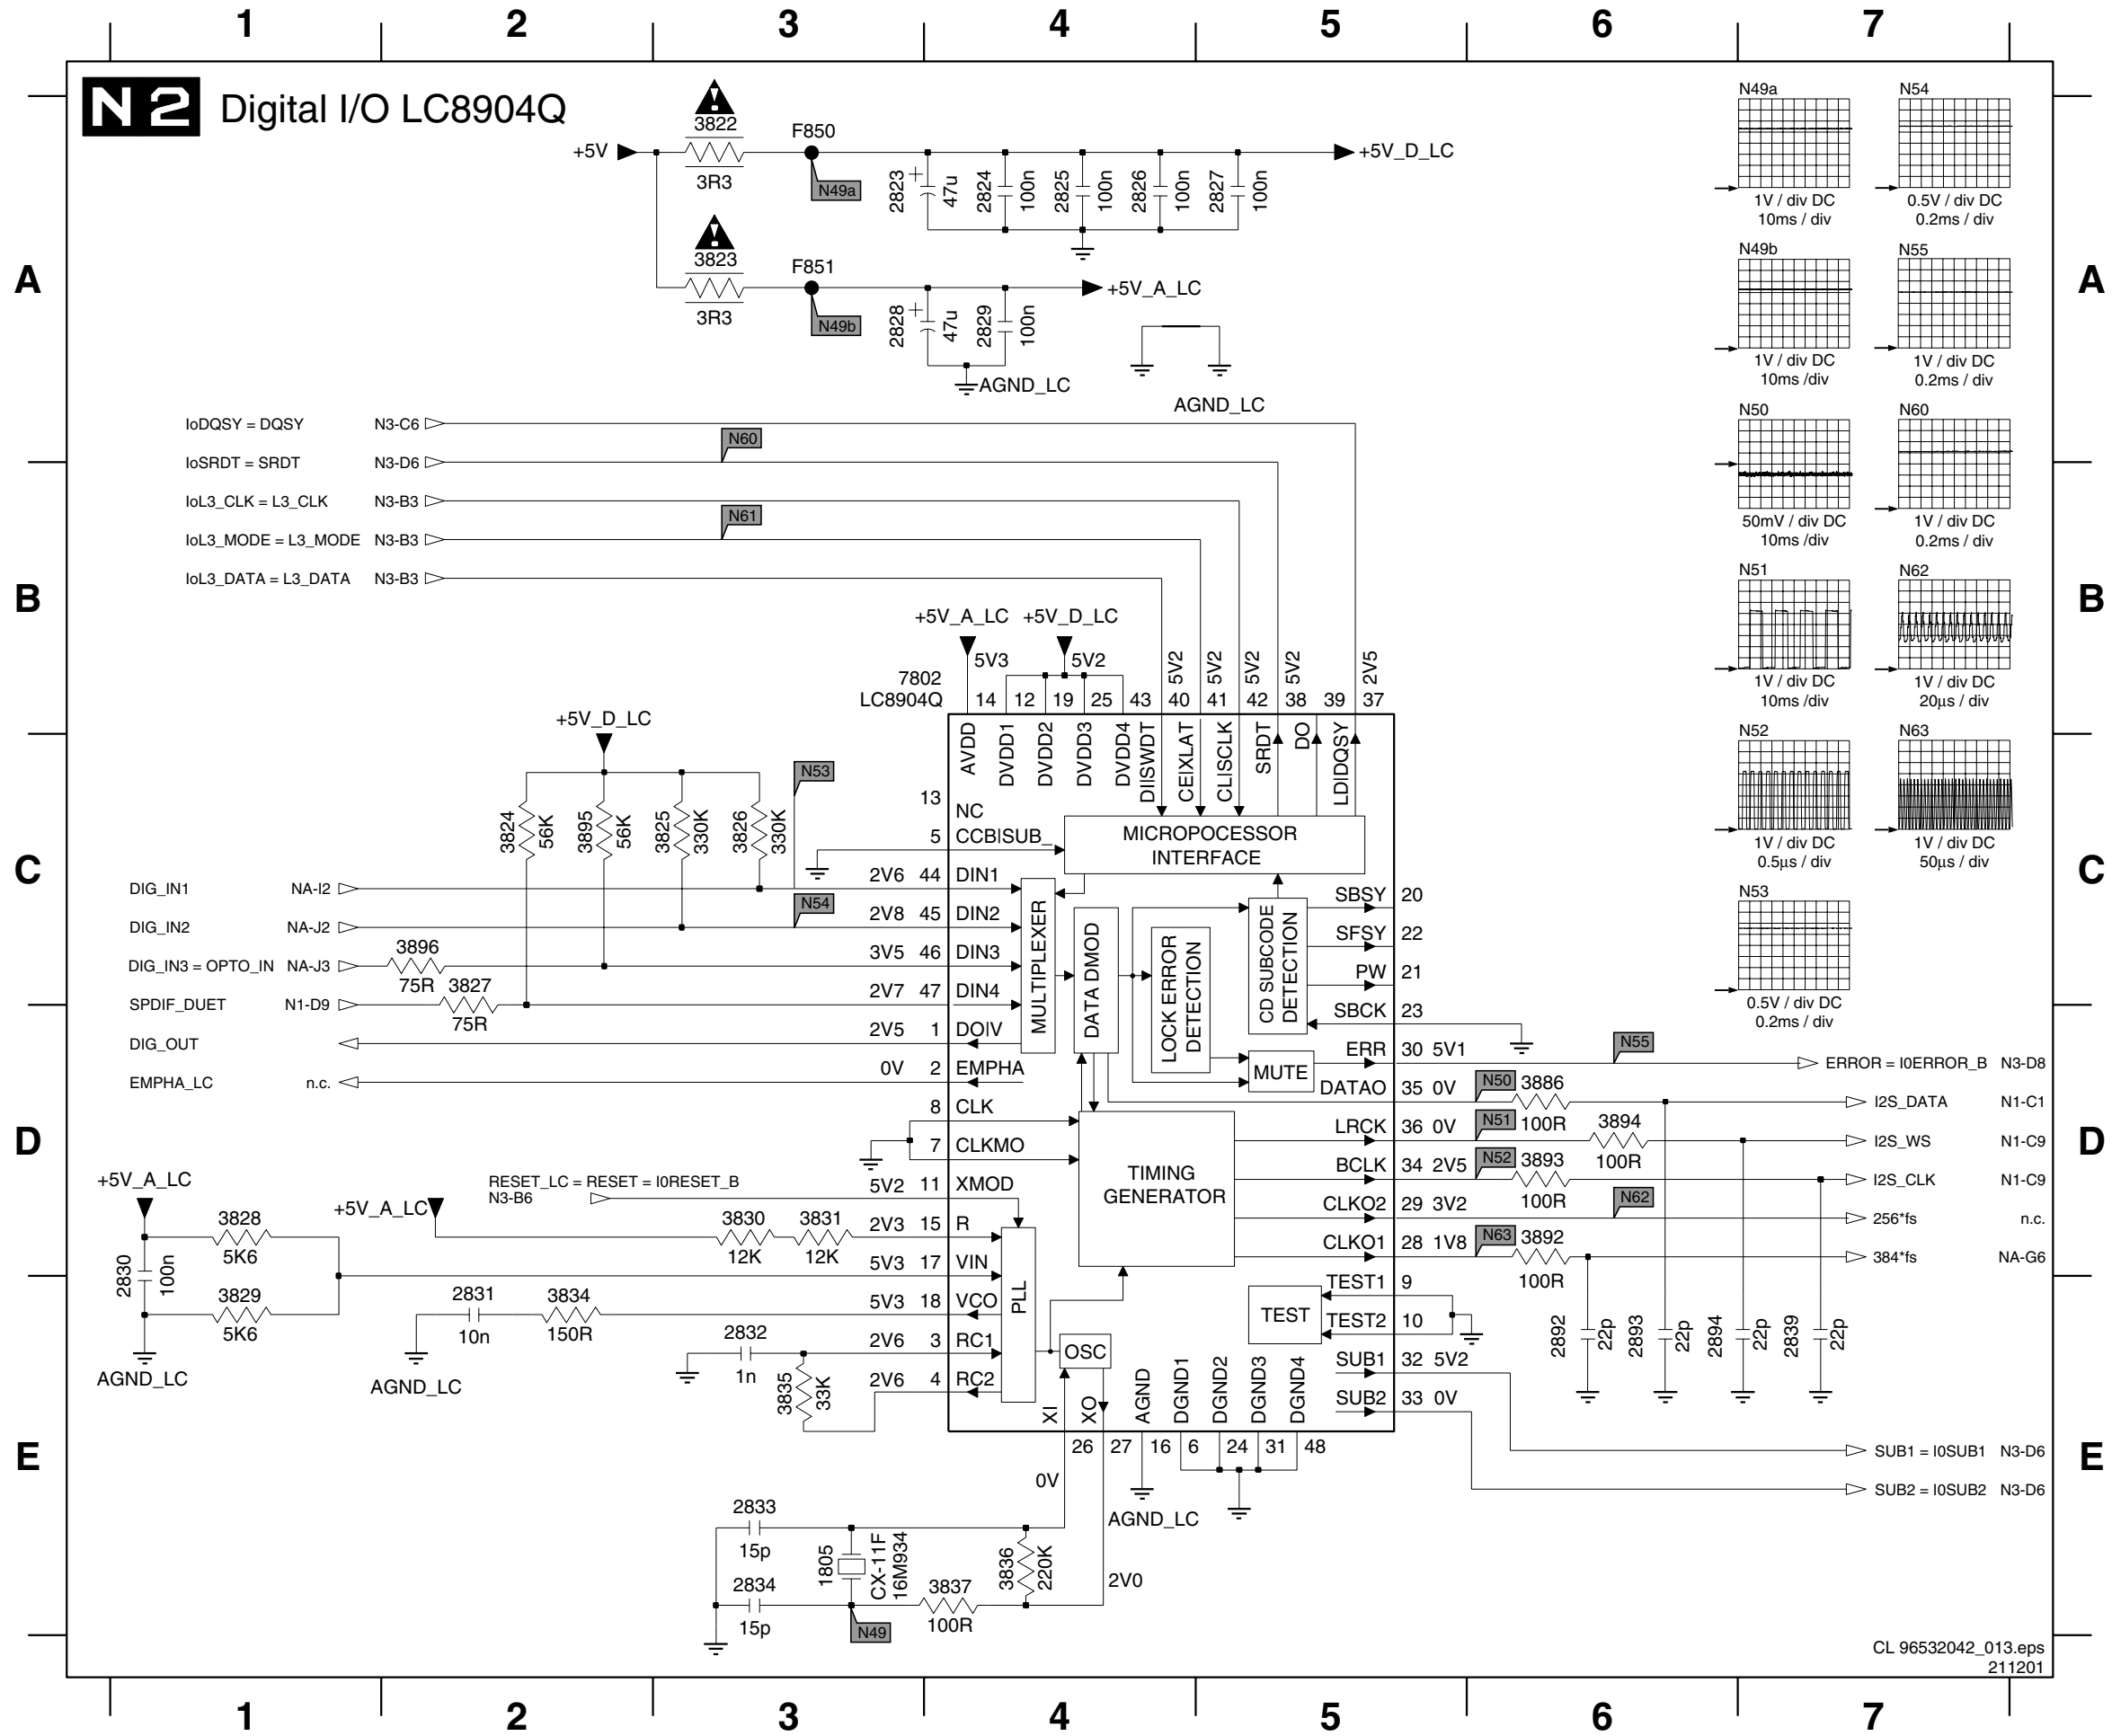 1 2 3 4 5 6 7
N 2 Digital I/O LC8904Q
3822
F850
+5V
3R3
N49a
2823 47u
2824 100n
2825 100n
2826 100n
2827 100n
+5V_D_LC
3823
F851
3R3
N49b
2828 47u
2829 100n
+5V_A_LC
AGND_LC
AGND_LC
A A
N49a
1V / div DC
10ms / div
N54
0.5V / div DC
0.2ms / div
N49b
1V / div DC
10ms /div
N55
1V / div DC
0.2ms / div
N50
50mV / div DC
10ms /div
N60
1V / div DC
0.2ms / div
N51
1V / div DC
10ms / div
N62
1V / div DC
20µs / div
N52
1V / div DC
0.5µs / div
N63
1V / div DC
50µs / div
N53
0.5V / div DC
0.2ms / div
IoDQSY = DQSY N3-C6
N60
IoSRDT = SRDT N3-D6
IoL3_CLK = L3_CLK N3-B3
N61
IoL3_MODE = L3_MODE N3-B3
IoL3_DATA = L3_DATA N3-B3
B B
+5V_A_LC +5V_D_LC
5V3 5V2 5V2 5V2 5V2 5V2 2V5
7802
LC8904Q 14 12 19 25 43 40 41 42 38 39 37
AVDD DVDD1 DVDD2 DVDD3 DVDD4 DI|SWDT CE|XLAT CL|SCLK SRDT DO LD|DQSY
+5V_D_LC
N53
3824 56K
3895 56K
3825 330K
3826 330K
13 NC
5 CCB|SUB_
MICROPOCESSOR
INTERFACE
C C
DIG_IN1 NA-I2 2V6 44 DIN1
N54
DIG_IN2 NA-J2 2V8 45 DIN2
3896
DIG_IN3 = OPTO_IN NA-J3 3V5 46 DIN3
75R
3827
SPDIF_DUET N1-D9 2V7 47 DIN4
75R
DIG_OUT 2V5 1 DO|V
EMPHA_LC n.c. 0V 2 EMPHA
MULTIPLEXER
DATA DMOD
LOCK ERROR
DETECTION
CD SUBCODE
DETECTION
MUTE
SBSY 20
SFSY 22
PW 21
SBCK 23
ERR 30 5V1 N55 ERROR = I0ERROR_B N3-D8
DATAO 35 0V N50 3886 100R I2S_DATA N1-C1
LRCK 36 0V N51 3894 100R I2S_WS N1-C9
BCLK 34 2V5 N52 3893 100R I2S_CLK N1-C9
CLKO2 29 3V2 N62 256*fs n.c.
CLKO1 28 1V8 N63 3892 100R 384*fs NA-G6
D D
8 CLK
7 CLKMO
TIMING
GENERATOR
RESET_LC = RESET = I0RESET_B
N3-B6
5V2 11 XMOD
+5V_A_LC
+5V_A_LC
3828
5K6
3829
5K6
2830 100n
AGND_LC
3830
12K
3831
12K
2V3 15 R
5V3 17 VIN
5V3 18 VCO
2V6 3 RC1
2V6 4 RC2
2831
10n
3834
150R
AGND_LC
2832
1n
3835 33K
PLL
OSC
TEST
TEST1 9
TEST2 10
SUB1 32 5V2
SUB2 33 0V
2892 22p
2893 22p
2894 22p
2839 22p
XI XO AGND DGND1 DGND2 DGND3 DGND4
26 27 16 6 24 31 48
E E
SUB1 = I0SUB1 N3-D6
SUB2 = I0SUB2 N3-D6
0V
AGND_LC
2833
15p
1805 CX-11F
16M934
3836 220K
2834
15p
3837
100R
2V0
N49
CL 96532042_013.eps
211201
1 2 3 4 5 6 7